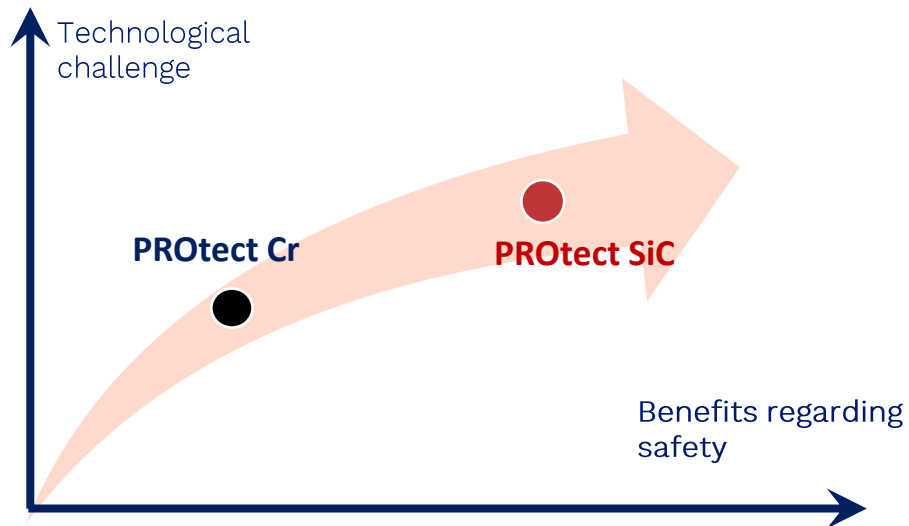 Technological
challenge
PROtect Cr
PROtect SiC
Benefits regarding
safety